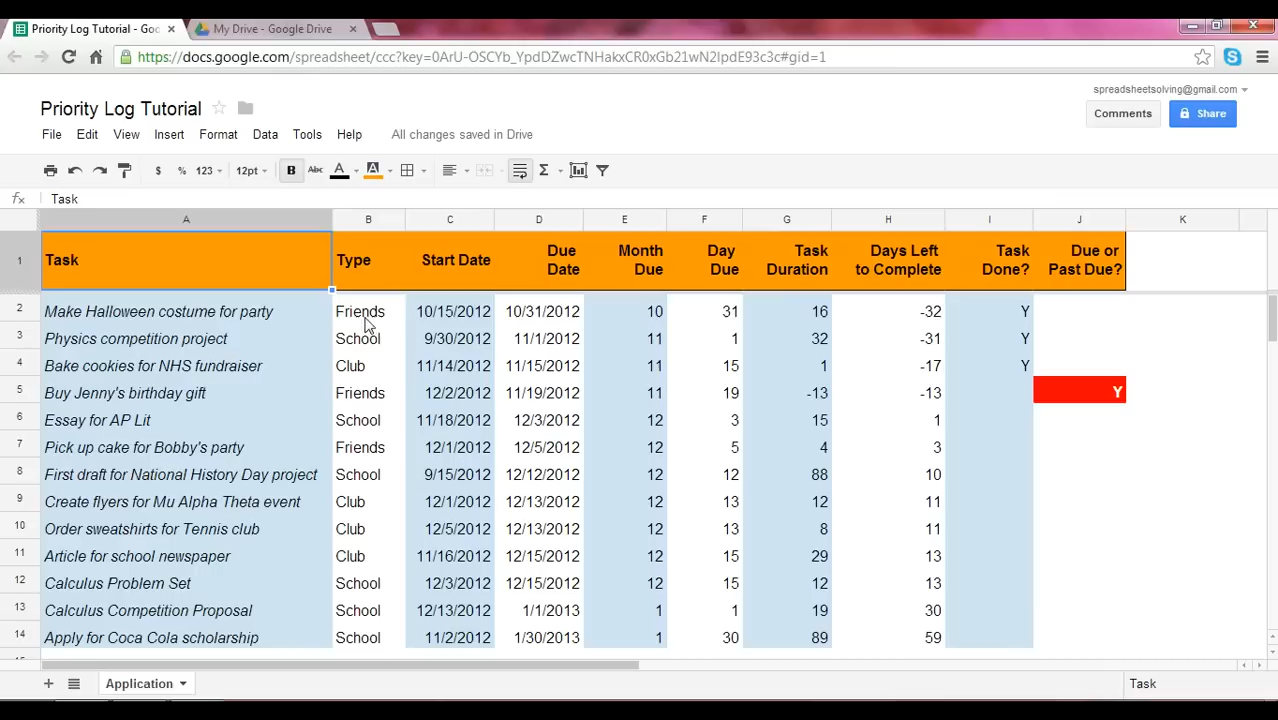 Priority Log Tutorial - Goo
My Drive - Google Drive
https://docs.google.com/spreadsheet/ccc?key=0ArU-OSCYb_YpdDZwcTNHakxCR0xGb21wN2lpdE93c3c#gid=1
spreadsheetsolving@gmail.com
Priority Log Tutorial
Comments
Share
File Edit View Insert Format Data Tools Help All changes saved in Drive
$ % 123 12pt B Abc A A Σ
fx Task
A B C D E F G H I J K
1 Task Type Start Date Due Date Month Due Day Due Task Duration Days Left to Complete Task Done? Due or Past Due?
2 Make Halloween costume for party Friends 10/15/2012 10/31/2012 10 31 16 -32 Y
3 Physics competition project School 9/30/2012 11/1/2012 11 1 32 -31 Y
4 Bake cookies for NHS fundraiser Club 11/14/2012 11/15/2012 11 15 1 -17 Y
5 Buy Jenny's birthday gift Friends 12/2/2012 11/19/2012 11 19 -13 -13 Y
6 Essay for AP Lit School 11/18/2012 12/3/2012 12 3 15 1
7 Pick up cake for Bobby's party Friends 12/1/2012 12/5/2012 12 5 4 3
8 First draft for National History Day project School 9/15/2012 12/12/2012 12 12 88 10
9 Create flyers for Mu Alpha Theta event Club 12/1/2012 12/13/2012 12 13 12 11
10 Order sweatshirts for Tennis club Club 12/5/2012 12/13/2012 12 13 8 11
11 Article for school newspaper Club 11/16/2012 12/15/2012 12 15 29 13
12 Calculus Problem Set School 12/3/2012 12/15/2012 12 15 12 13
13 Calculus Competition Proposal School 12/13/2012 1/1/2013 1 1 19 30
14 Apply for Coca Cola scholarship School 11/2/2012 1/30/2013 1 30 89 59
Application
Task